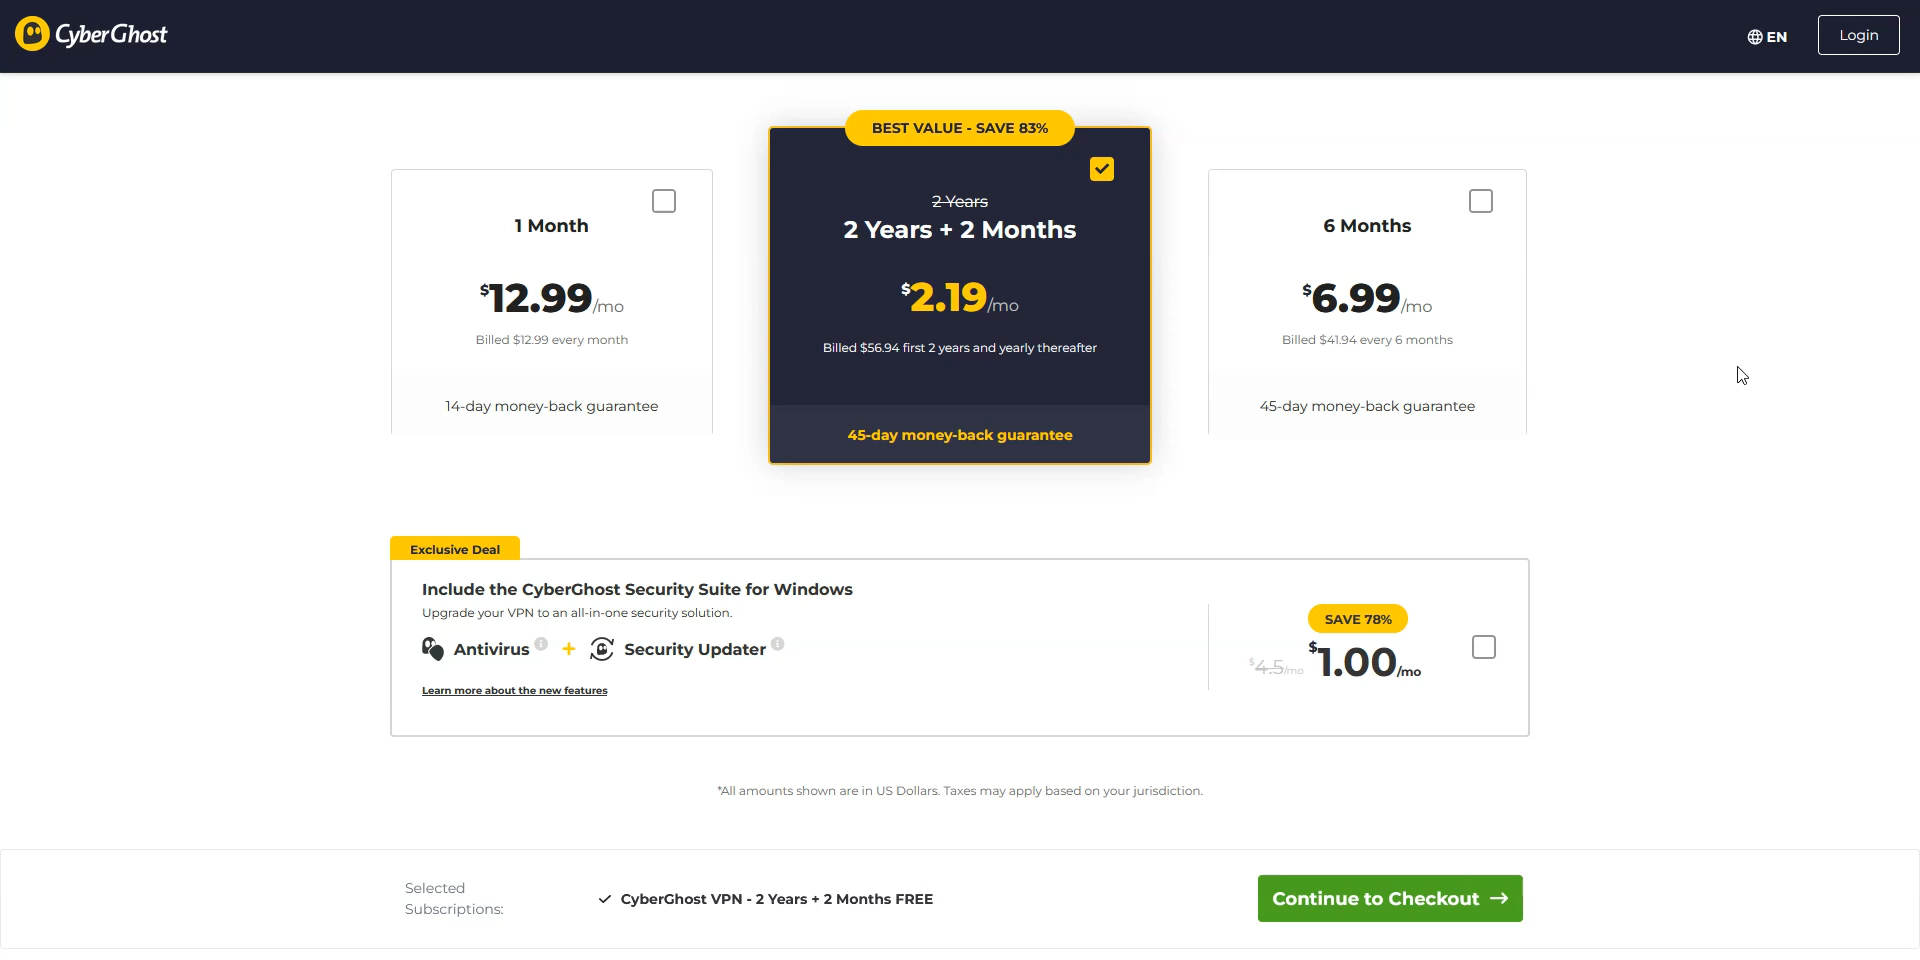 CyberGhost
EN
Login
BEST VALUE - SAVE 83%
1 Month
$12.99/mo
Billed $12.99 every month
14-day money-back guarantee
2 Years
2 Years + 2 Months
$2.19/mo
Billed $56.94 first 2 years and yearly thereafter
45-day money-back guarantee
6 Months
$6.99/mo
Billed $41.94 every 6 months
45-day money-back guarantee
Exclusive Deal
Include the CyberGhost Security Suite for Windows
Upgrade your VPN to an all-in-one security solution.
Antivirus i + Security Updater i
Learn more about the new features
SAVE 78%
$4.5/mo $1.00/mo
*All amounts shown are in US Dollars. Taxes may apply based on your jurisdiction.
Selected
Subscriptions:
CyberGhost VPN - 2 Years + 2 Months FREE
Continue to Checkout →